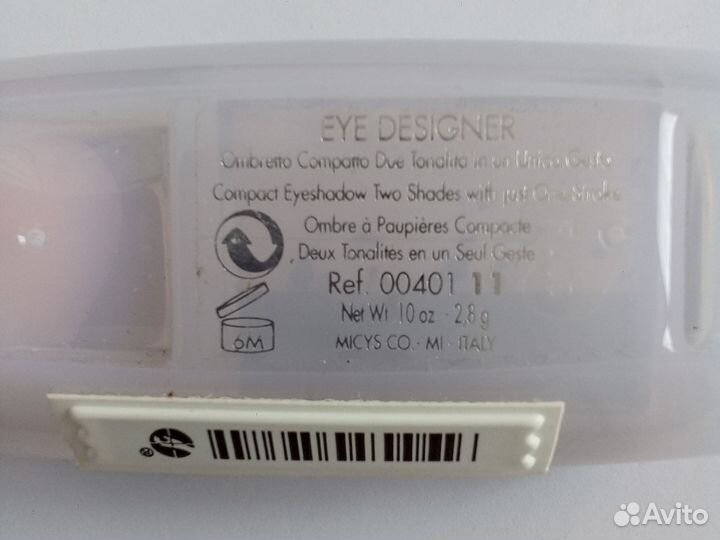 EYE DESIGNER
Ombretto Compatto Due Tonalità in un Unico Gesto
Compact Eyeshadow Two Shades with just One Stroke
Ombre à Paupières Compacte
Deux Tonalites en un Seul Geste
Ref. 00401 11
Net Wt .10 oz - 2,8 g
6M
MICYS CO. - MI - ITALY
Avito